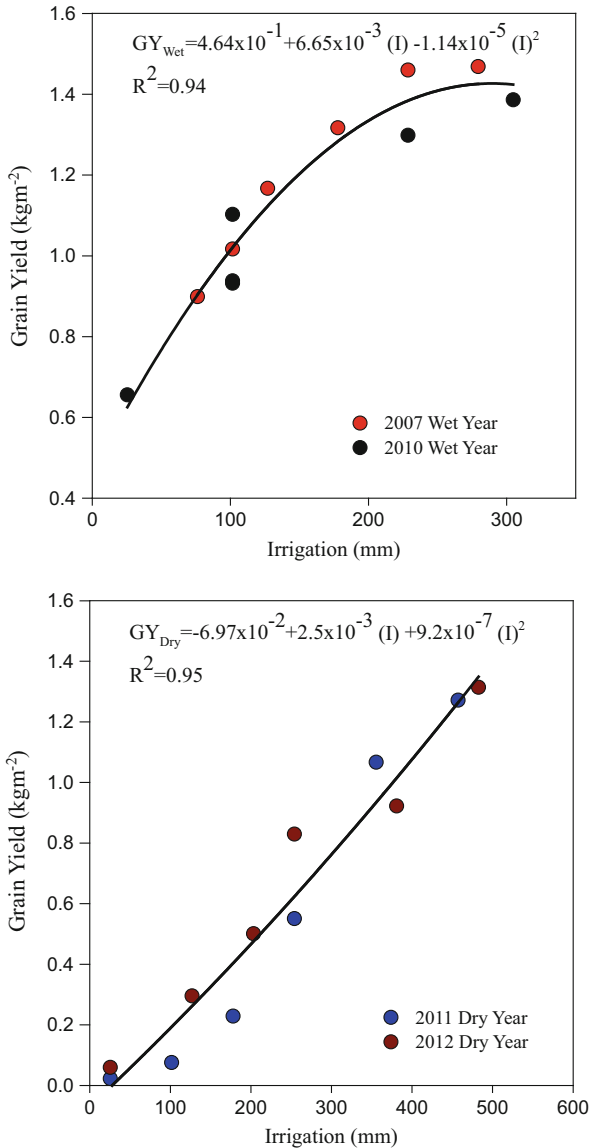 GY_Wet=4.64x10^-1+6.65x10^-3 (I) -1.14x10^-5 (I)^2
R^2=0.94
1.6
1.4
1.2
1.0
0.8
0.6
0.4
Grain Yield (kgm^-2)
2007 Wet Year
2010 Wet Year
0 100 200 300
Irrigation (mm)
GY_Dry=-6.97x10^-2+2.5x10^-3 (I) +9.2x10^-7 (I)^2
R^2=0.95
1.6
1.4
1.2
1.0
0.8
0.6
0.4
0.2
0.0
Grain Yield (kgm^-2)
2011 Dry Year
2012 Dry Year
0 100 200 300 400 500 600
Irrigation (mm)